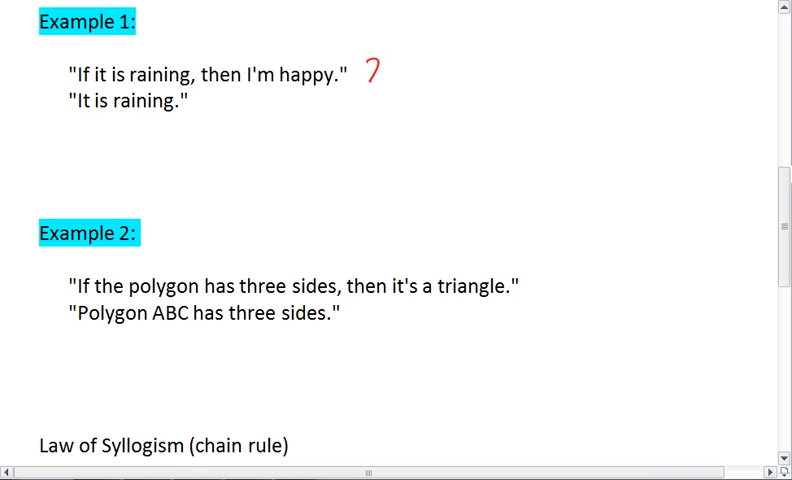 Example 1:
"If it is raining, then I'm happy."
"It is raining."
Example 2:
"If the polygon has three sides, then it's a triangle."
"Polygon ABC has three sides."
Law of Syllogism (chain rule)